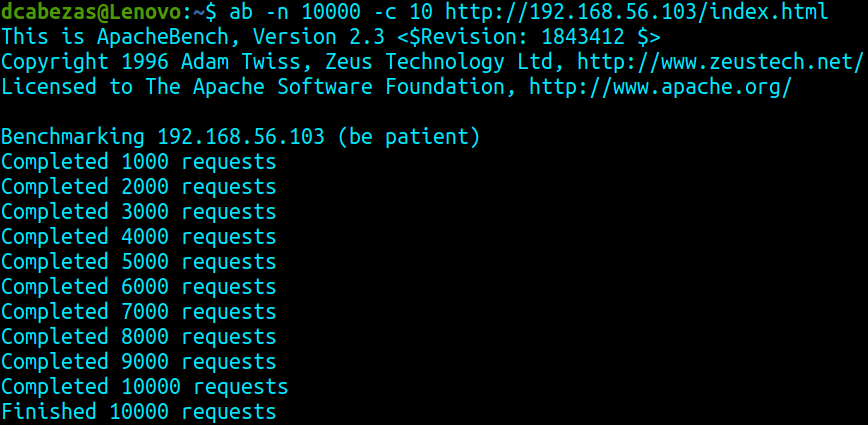 dcabezas@Lenovo:~$ ab -n 10000 -c 10 http://192.168.56.103/index.html
This is ApacheBench, Version 2.3 <$Revision: 1843412 $>
Copyright 1996 Adam Twiss, Zeus Technology Ltd, http://www.zeustech.net/
Licensed to The Apache Software Foundation, http://www.apache.org/

Benchmarking 192.168.56.103 (be patient)
Completed 1000 requests
Completed 2000 requests
Completed 3000 requests
Completed 4000 requests
Completed 5000 requests
Completed 6000 requests
Completed 7000 requests
Completed 8000 requests
Completed 9000 requests
Completed 10000 requests
Finished 10000 requests